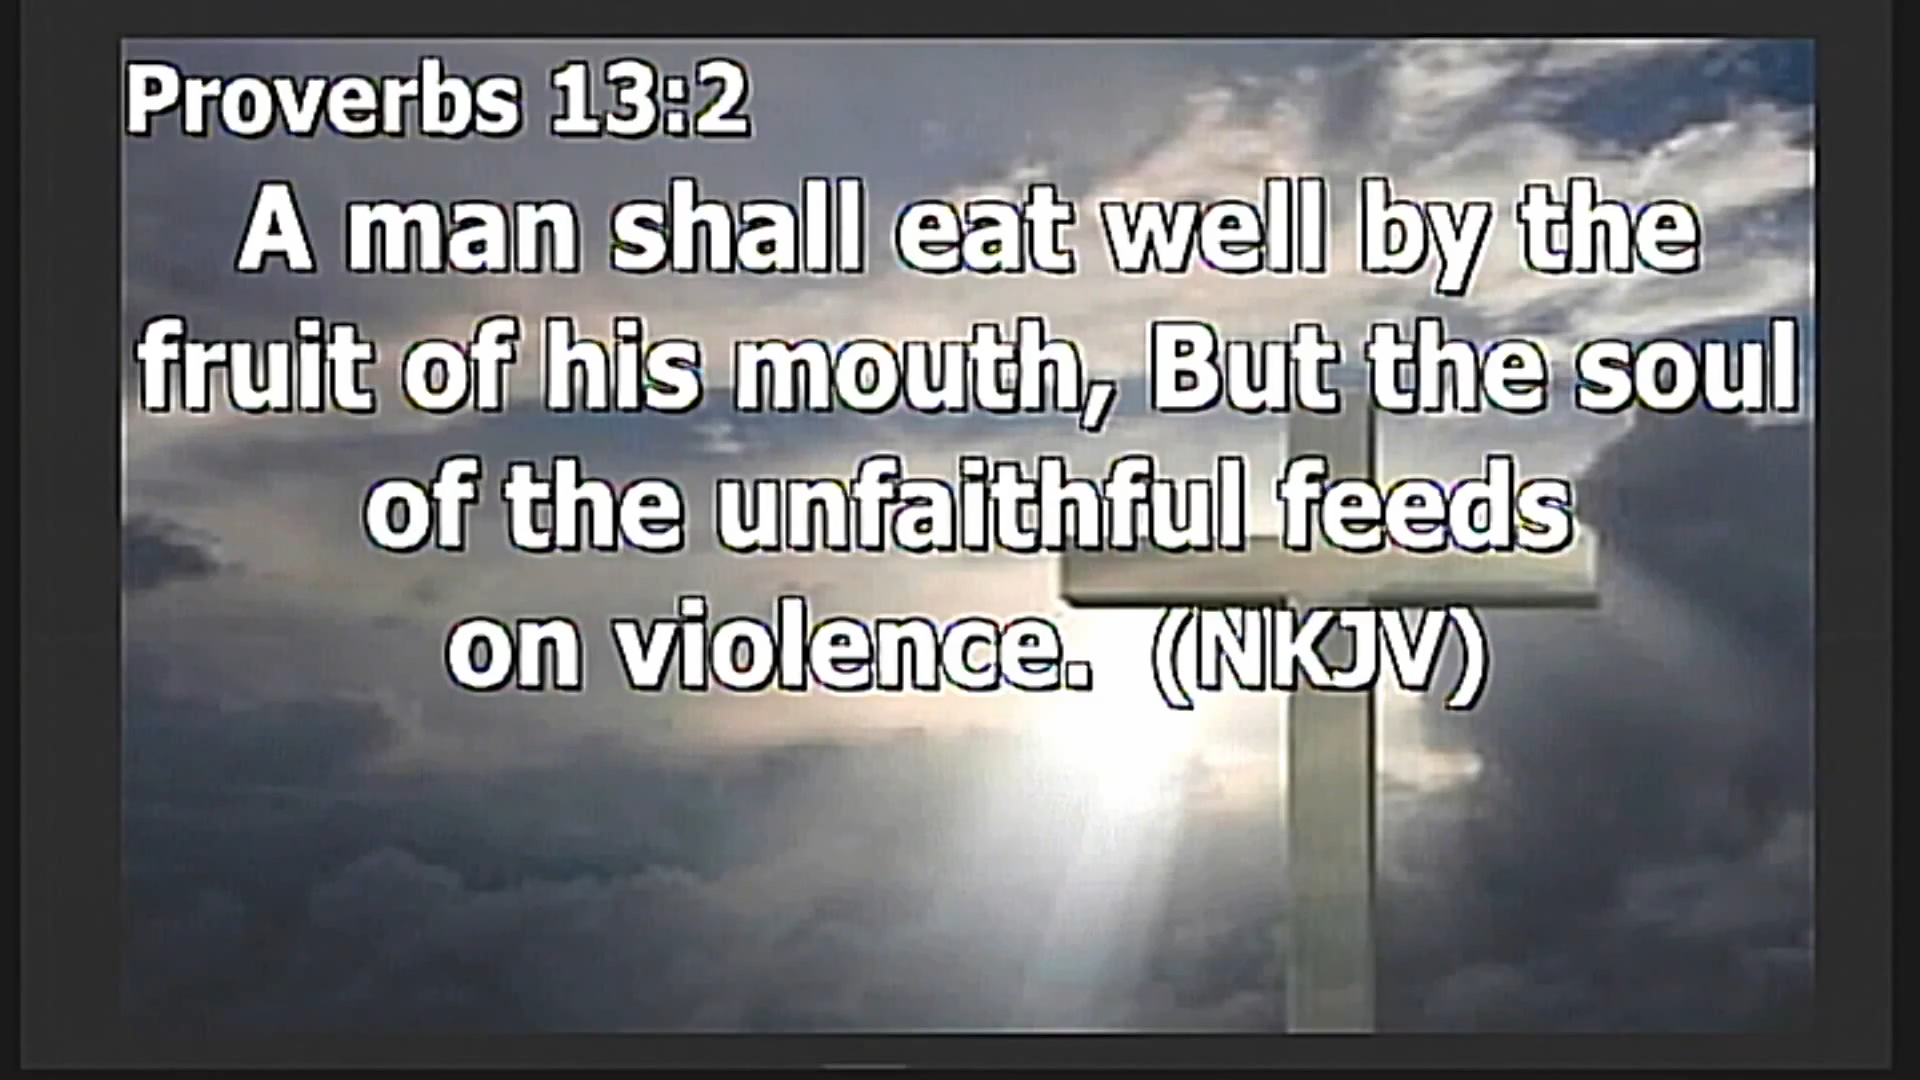 Proverbs 13:2
A man shall eat well by the
fruit of his mouth, But the soul
of the unfaithful feeds
on violence.  (NKJV)